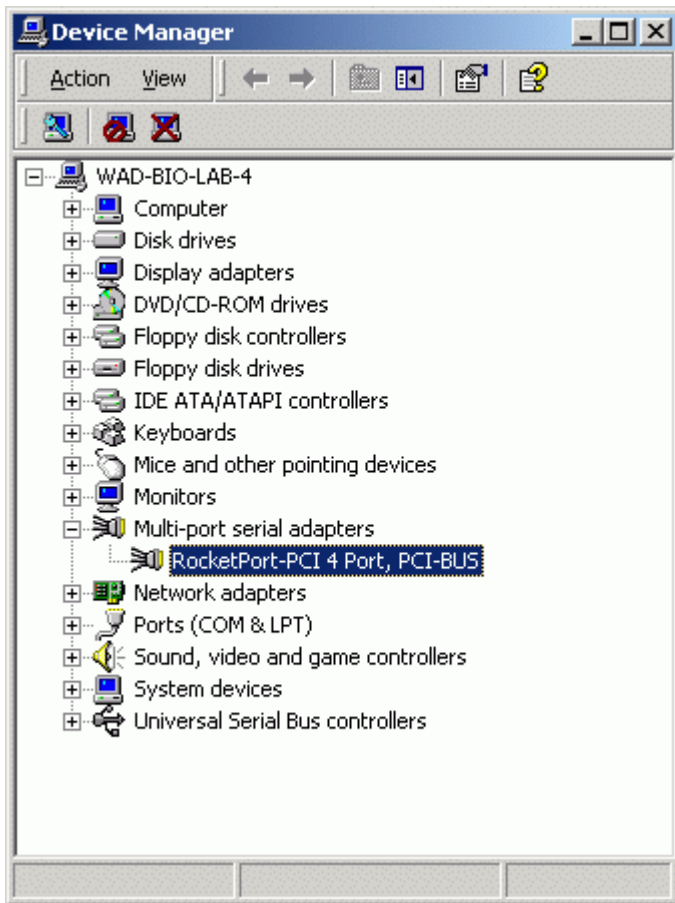 Device Manager
Action View
WAD-BIO-LAB-4
Computer
Disk drives
Display adapters
DVD/CD-ROM drives
Floppy disk controllers
Floppy disk drives
IDE ATA/ATAPI controllers
Keyboards
Mice and other pointing devices
Monitors
Multi-port serial adapters
RocketPort-PCI 4 Port, PCI-BUS
Network adapters
Ports (COM & LPT)
Sound, video and game controllers
System devices
Universal Serial Bus controllers